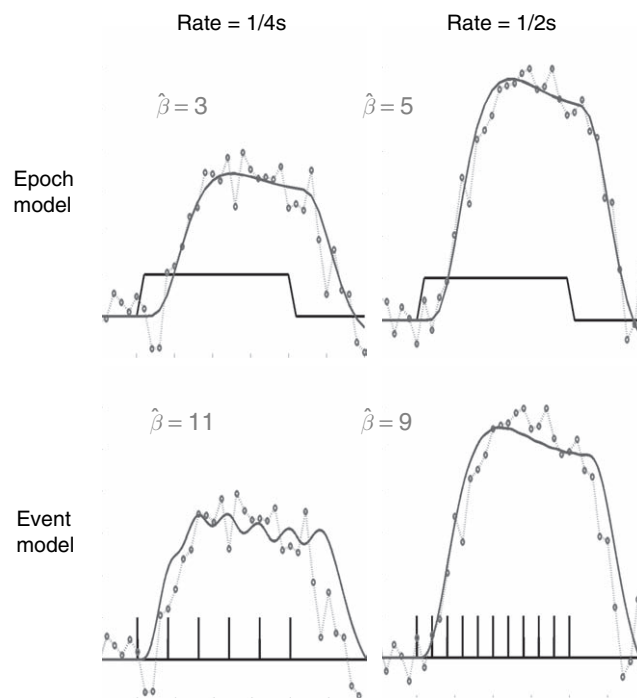 Rate = 1/4s
Rate = 1/2s
β̂ = 3
β̂ = 5
Epoch
model
β̂ = 11
β̂ = 9
Event
model